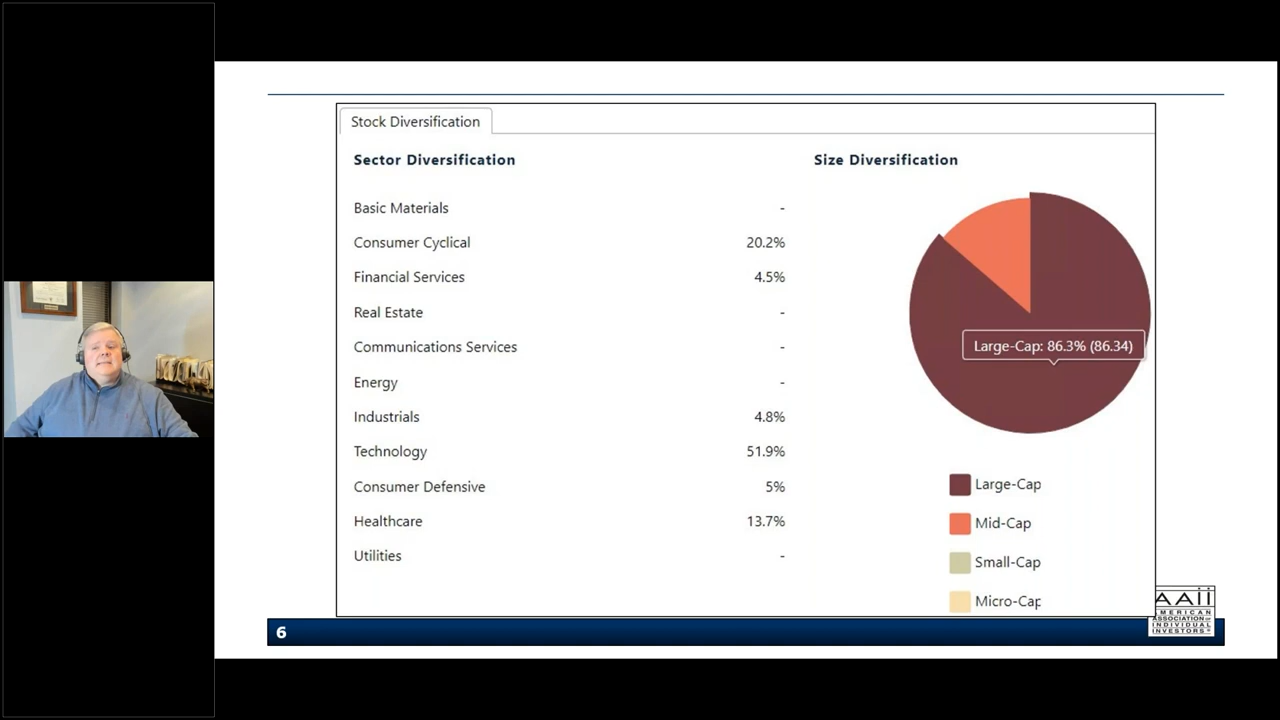 Stock Diversification
Sector Diversification
Basic Materials -
Consumer Cyclical 20.2%
Financial Services 4.5%
Real Estate -
Communications Services -
Energy -
Industrials 4.8%
Technology 51.9%
Consumer Defensive 5%
Healthcare 13.7%
Utilities -
Size Diversification
Large-Cap: 86.3% (86.34)
Large-Cap
Mid-Cap
Small-Cap
Micro-Cap
6
AAII
AMERICAN
ASSOCIATION OF
INDIVIDUAL
INVESTORS